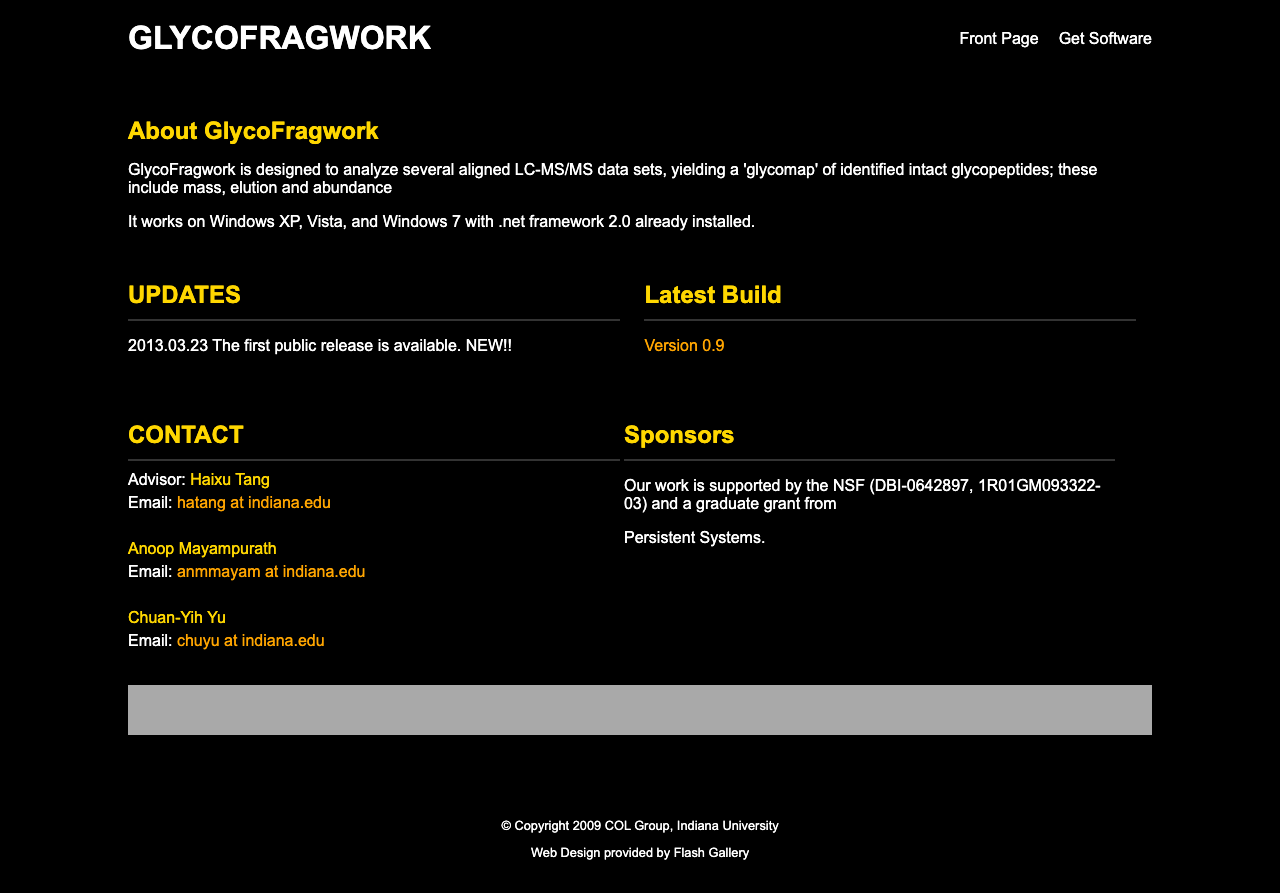 GLYCOFRAGWORK
Front Page
Get Software
About GlycoFragwork
GlycoFragwork is designed to analyze several aligned LC-MS/MS data sets, yielding a 'glycomap' of identified intact glycopeptides; these
include mass, elution and abundance
It works on Windows XP, Vista, and Windows 7 with .net framework 2.0 already installed.
UPDATES
2013.03.23 The first public release is available. NEW!!
Latest Build
Version 0.9
CONTACT
Advisor: Haixu Tang
Email: hatang at indiana.edu
Anoop Mayampurath
Email: anmmayam at indiana.edu
Chuan-Yih Yu
Email: chuyu at indiana.edu
Sponsors
Our work is supported by the NSF (DBI-0642897, 1R01GM093322-
03) and a graduate grant from
Persistent Systems.
© Copyright 2009 COL Group, Indiana University
Web Design provided by Flash Gallery